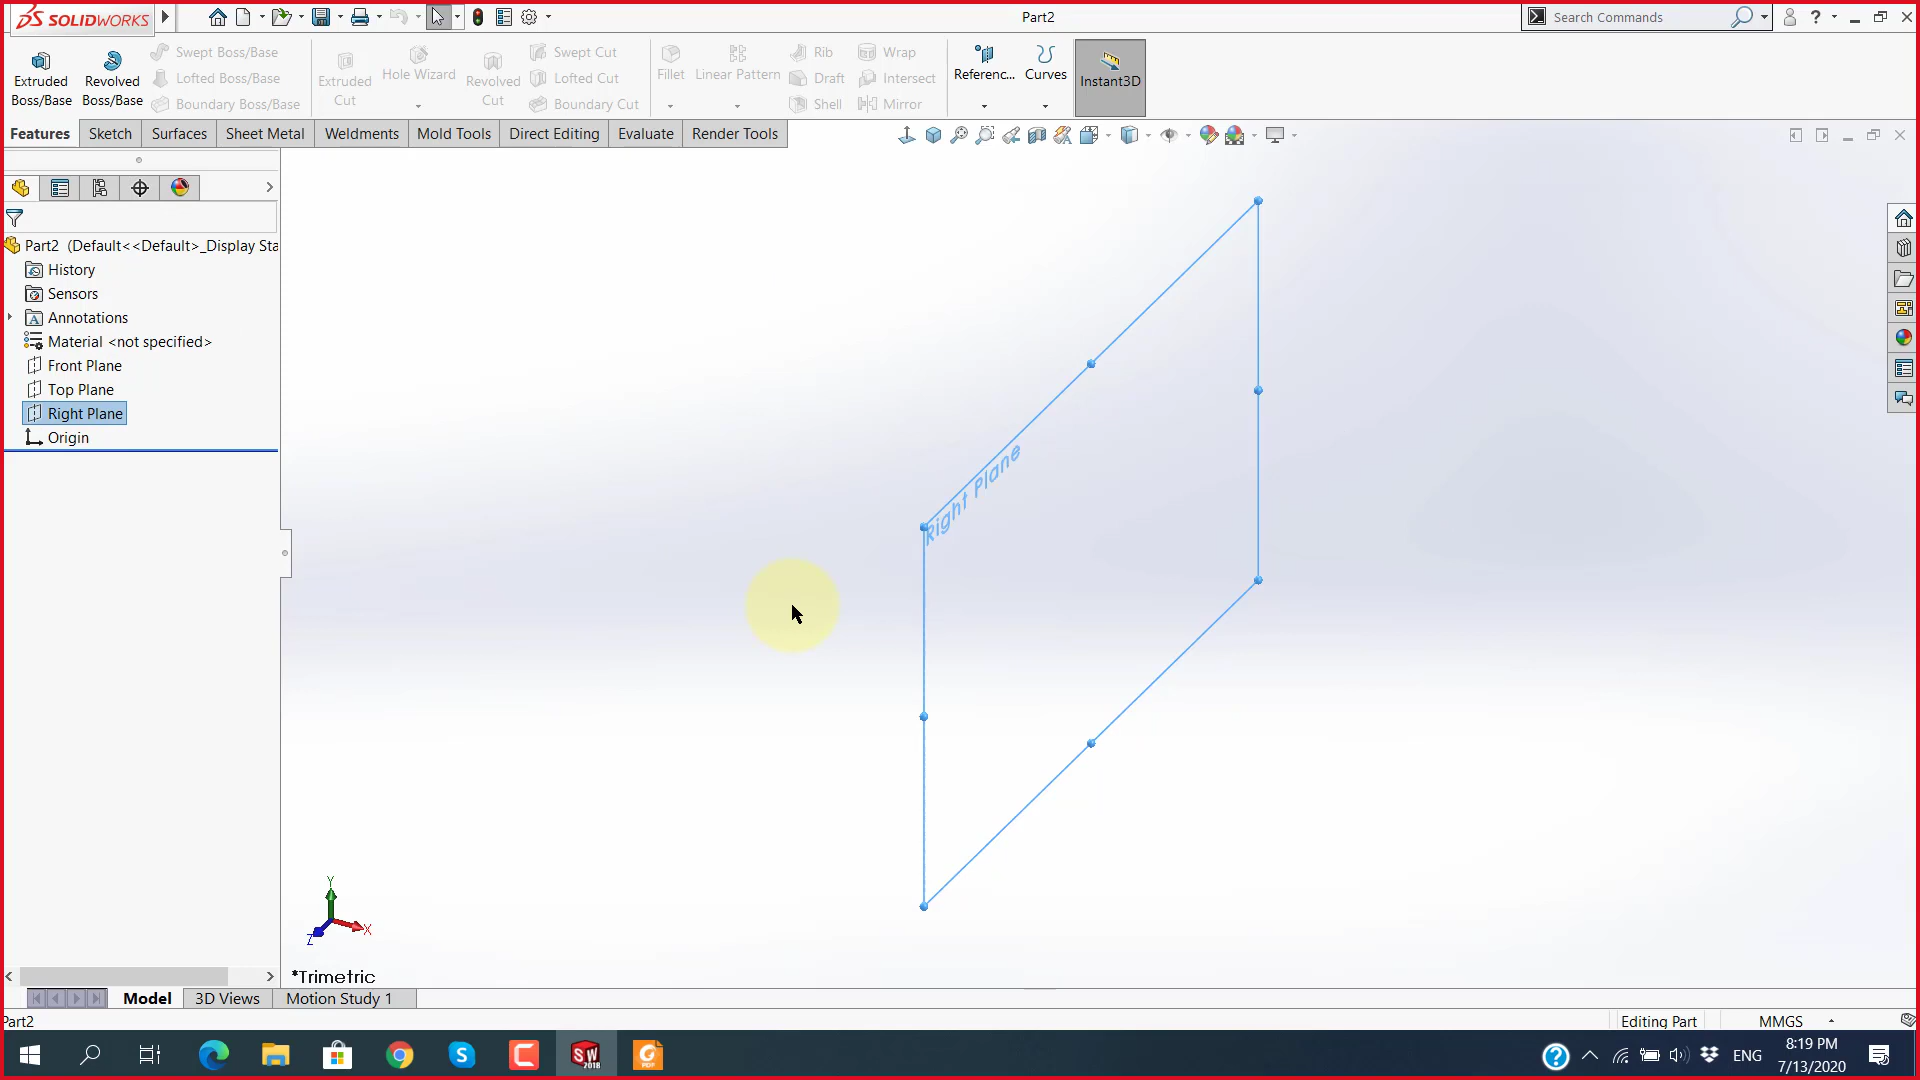 SOLIDWORKS
Part2
Search Commands
Extruded Boss/Base
Revolved Boss/Base
Swept Boss/Base
Lofted Boss/Base
Boundary Boss/Base
Extruded Cut
Hole Wizard
Revolved Cut
Swept Cut
Lofted Cut
Boundary Cut
Fillet
Linear Pattern
Rib
Draft
Shell
Wrap
Intersect
Mirror
Referenc...
Curves
Instant3D
Features Sketch Surfaces Sheet Metal Weldments Mold Tools Direct Editing Evaluate Render Tools
Part2 (Default<<Default>_Display Sta
History
Sensors
Annotations
Material <not specified>
Front Plane
Top Plane
Right Plane
Origin
Right Plane
Y
X
Z
*Trimetric
Model 3D Views Motion Study 1
Part2
Editing Part
MMGS
SW
2018
PDF
ENG
8:19 PM
7/13/2020